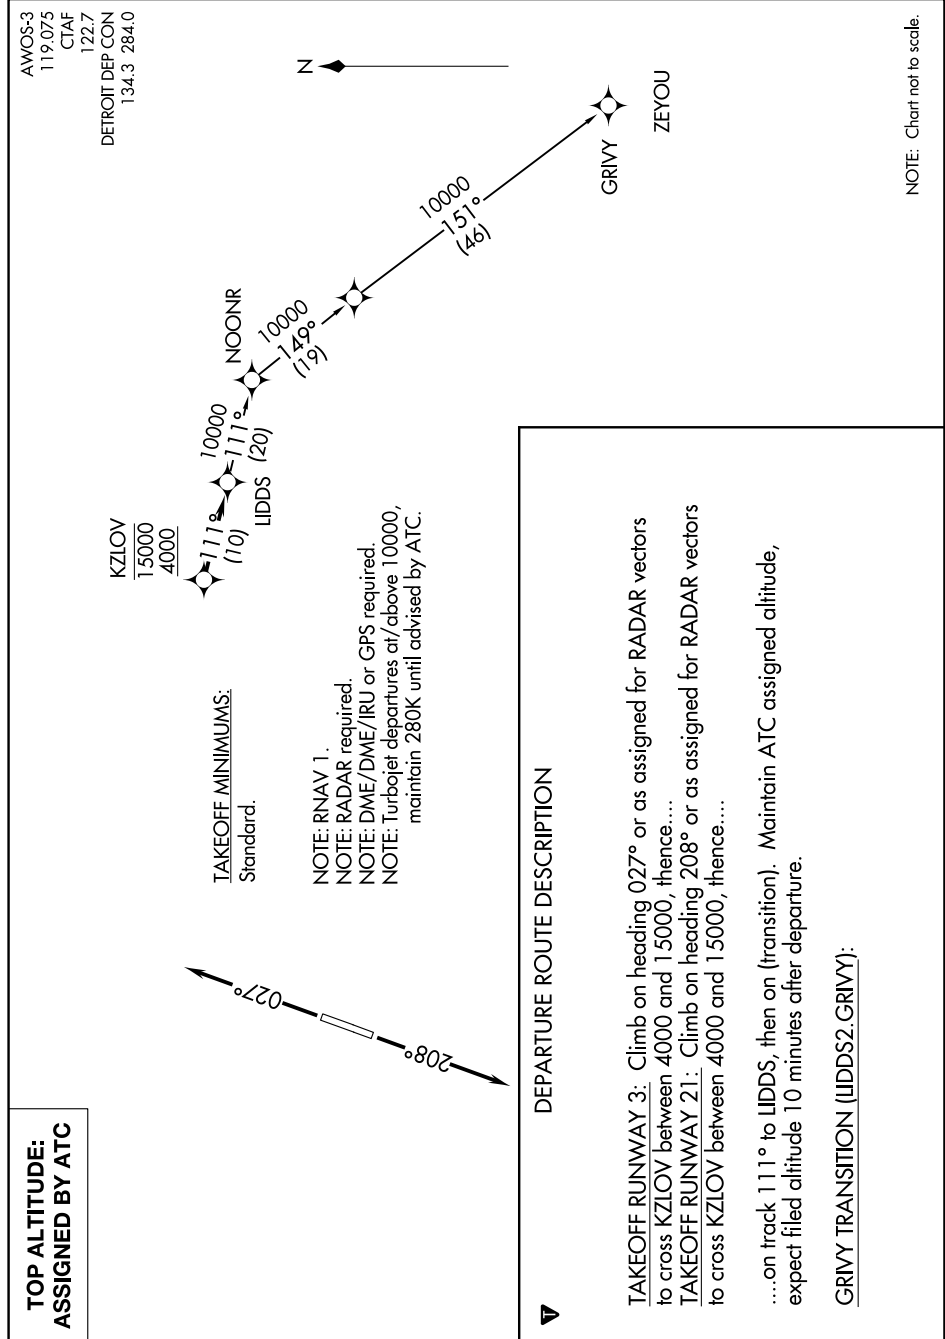 TOP ALTITUDE:
ASSIGNED BY ATC
AWOS-3
119.075
CTAF
122.7
DETROIT DEP CON
134.3 284.0
N
KZLOV
15000
4000
111°
(10)
LIDDS
10000
111°
(20)
NOONR
10000
149°
(19)
10000
151°
(46)
GRIVY
ZEYOU
027°
208°
TAKEOFF MINIMUMS:
Standard.
NOTE: RNAV 1.
NOTE: RADAR required.
NOTE: DME/DME/IRU or GPS required.
NOTE: Turbojet departures at/above 10000,
maintain 280K until advised by ATC.
NOTE: Chart not to scale.
T
DEPARTURE ROUTE DESCRIPTION
TAKEOFF RUNWAY 3: Climb on heading 027° or as assigned for RADAR vectors
to cross KZLOV between 4000 and 15000, thence....
TAKEOFF RUNWAY 21: Climb on heading 208° or as assigned for RADAR vectors
to cross KZLOV between 4000 and 15000, thence....
....on track 111° to LIDDS, then on (transition). Maintain ATC assigned altitude,
expect filed altitude 10 minutes after departure.
GRIVY TRANSITION (LIDDS2.GRIVY):